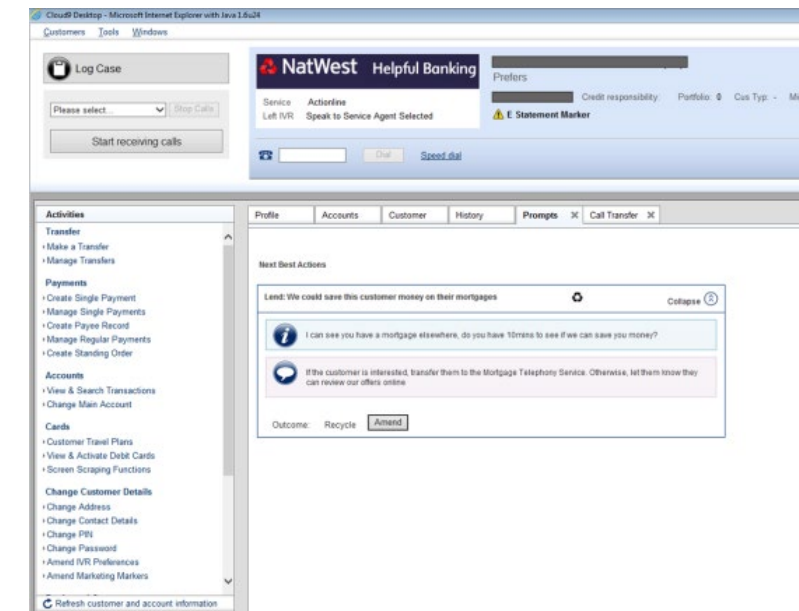 Cloud9 Desktop - Microsoft Internet Explorer with Java 1.6u24
Customers Tools Windows
Log Case
Please select... Stop Calls
Start receiving calls
NatWest Helpful Banking
Service Actionline
Left IVR Speak to Service Agent Selected
Prefers
Credit responsibility: Portfolio: 0 Cus Typ: -
E Statement Marker
Dial Speed dial
Activities
Transfer
Make a Transfer
Manage Transfers
Payments
Create Single Payment
Manage Single Payments
Create Payee Record
Manage Regular Payments
Create Standing Order
Accounts
View & Search Transactions
Change Main Account
Cards
Customer Travel Plans
View & Activate Debit Cards
Screen Scraping Functions
Change Customer Details
Change Address
Change Contact Details
Change PIN
Change Password
Amend IVR Preferences
Amend Marketing Markers
Refresh customer and account information
Profile Accounts Customer History Prompts Call Transfer
Next Best Actions
Lend: We could save this customer money on their mortgages Collapse
I can see you have a mortgage elsewhere, do you have 10mins to see if we can save you money?
If the customer is interested, transfer them to the Mortgage Telephony Service. Otherwise, let them know they
can review our offers online
Outcome: Recycle Amend